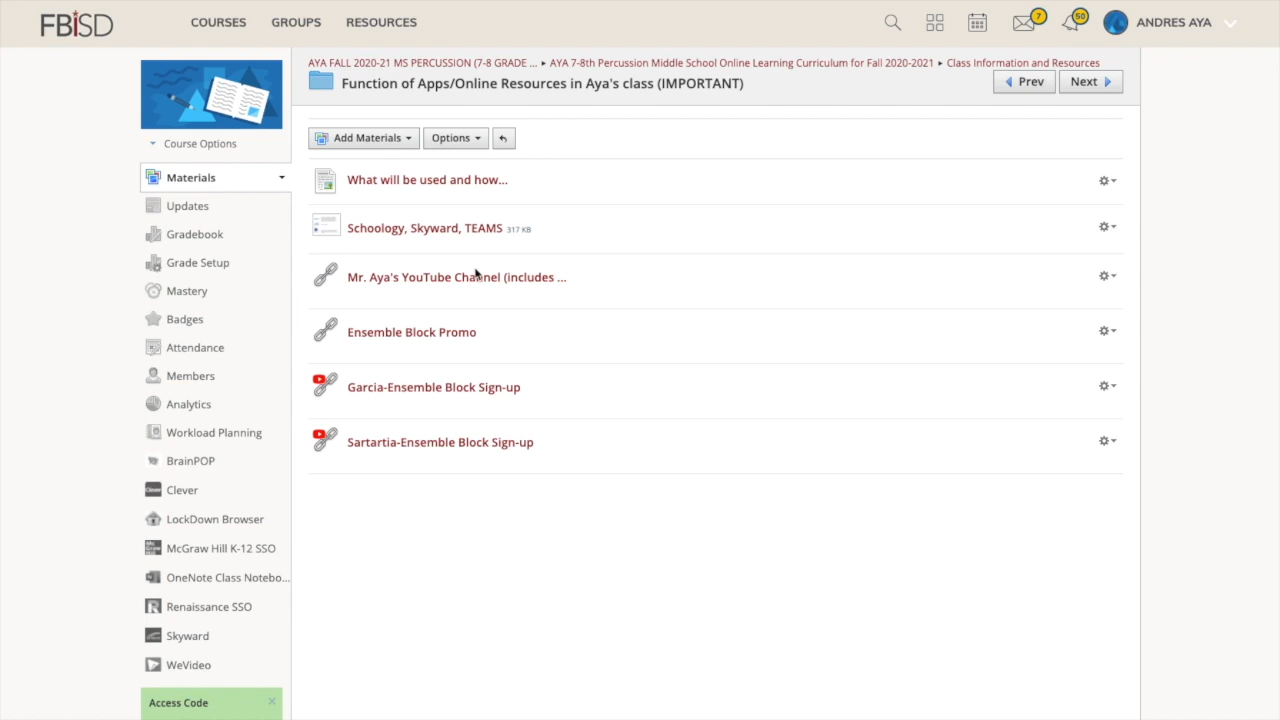 FBiSD
COURSES GROUPS RESOURCES 7 50 ANDRES AYA
AYA FALL 2020-21 MS PERCUSSION (7-8 GRADE ... ▸ AYA 7-8th Percussion Middle School Online Learning Curriculum for Fall 2020-2021 ▸ Class Information and Resources
Function of Apps/Online Resources in Aya's class (IMPORTANT)
Prev Next
Course Options
Materials
Updates
Gradebook
Grade Setup
Mastery
Badges
Attendance
Members
Analytics
Workload Planning
BrainPOP
Clever
LockDown Browser
McGraw Hill K-12 SSO
OneNote Class Notebo...
Renaissance SSO
Skyward
WeVideo
Access Code
Add Materials Options
What will be used and how...
Schoology, Skyward, TEAMS 317 KB
Mr. Aya's YouTube Channel (includes ...
Ensemble Block Promo
Garcia-Ensemble Block Sign-up
Sartartia-Ensemble Block Sign-up